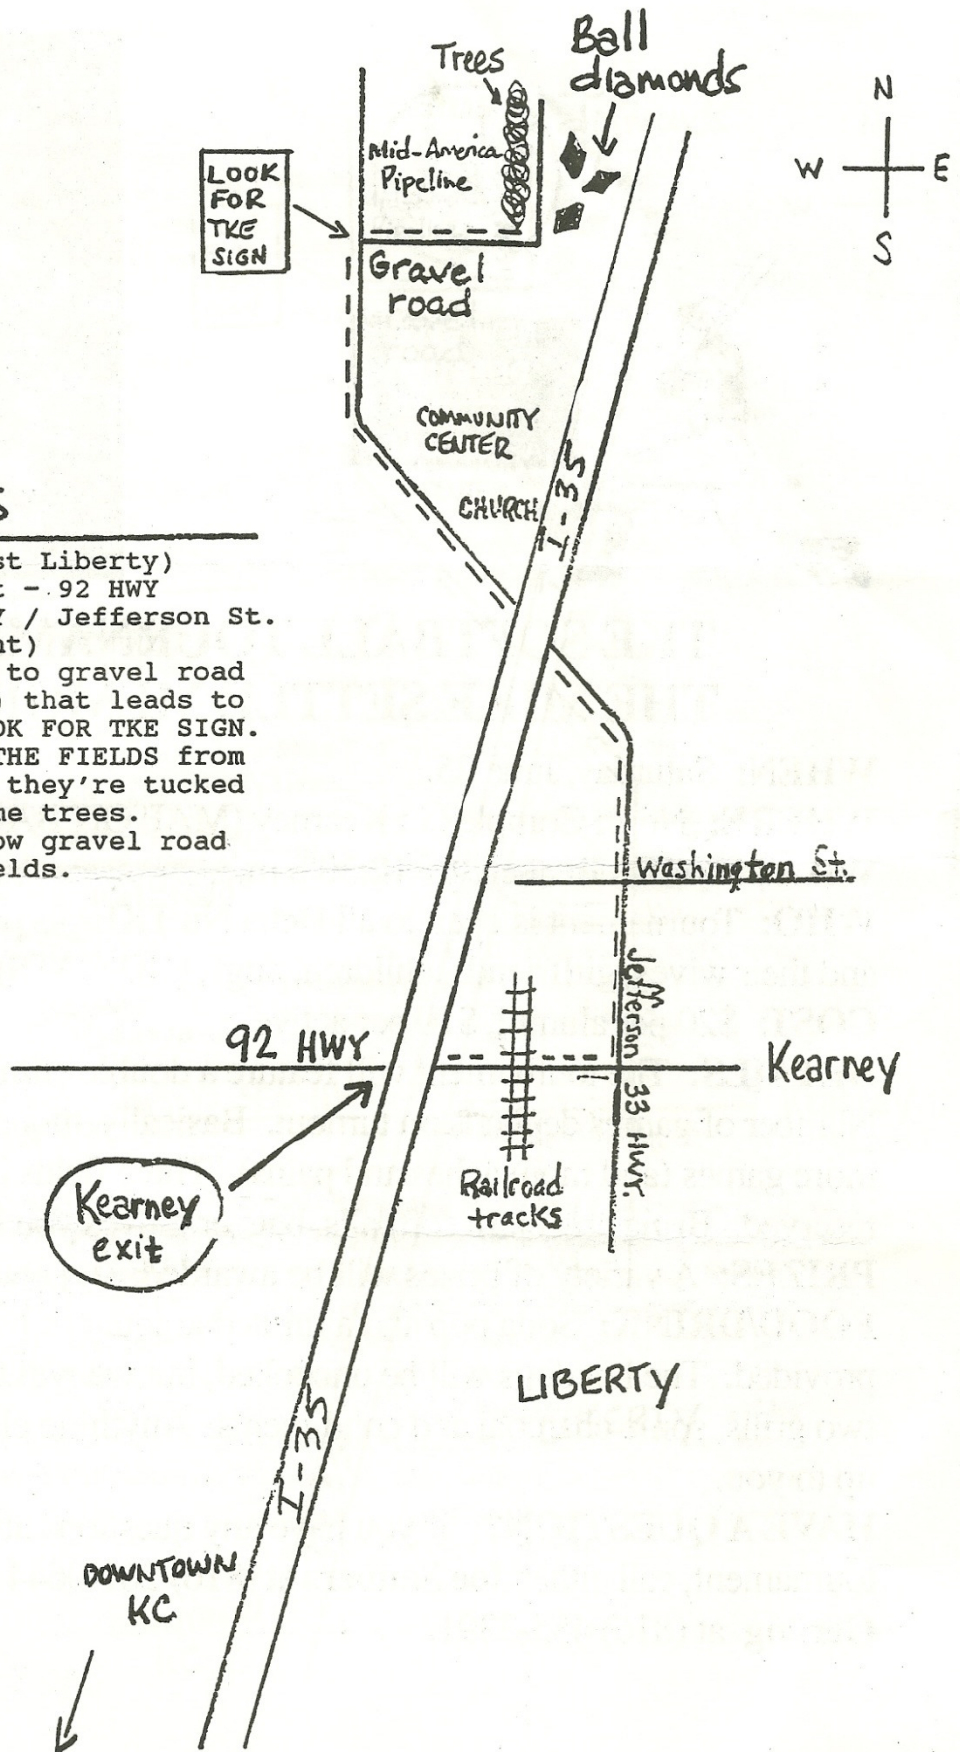 Trees
Ball
diamonds
N
W
E
S
Mid-America
Pipeline
LOOK
FOR
TKE
SIGN
Gravel
road
COMMUNITY
CENTER
CHURCH
I-35
S
st Liberty)
t - 92 HWY
Y / Jefferson St.
nt)
to gravel road
that leads to
OK FOR TKE SIGN.
THE FIELDS from
they're tucked
he trees.
ow gravel road
elds.
Washington St.
Jefferson 33 HWY.
92 HWY
Kearney
Kearney
exit
Railroad
tracks
LIBERTY
I-35
DOWNTOWN
KC